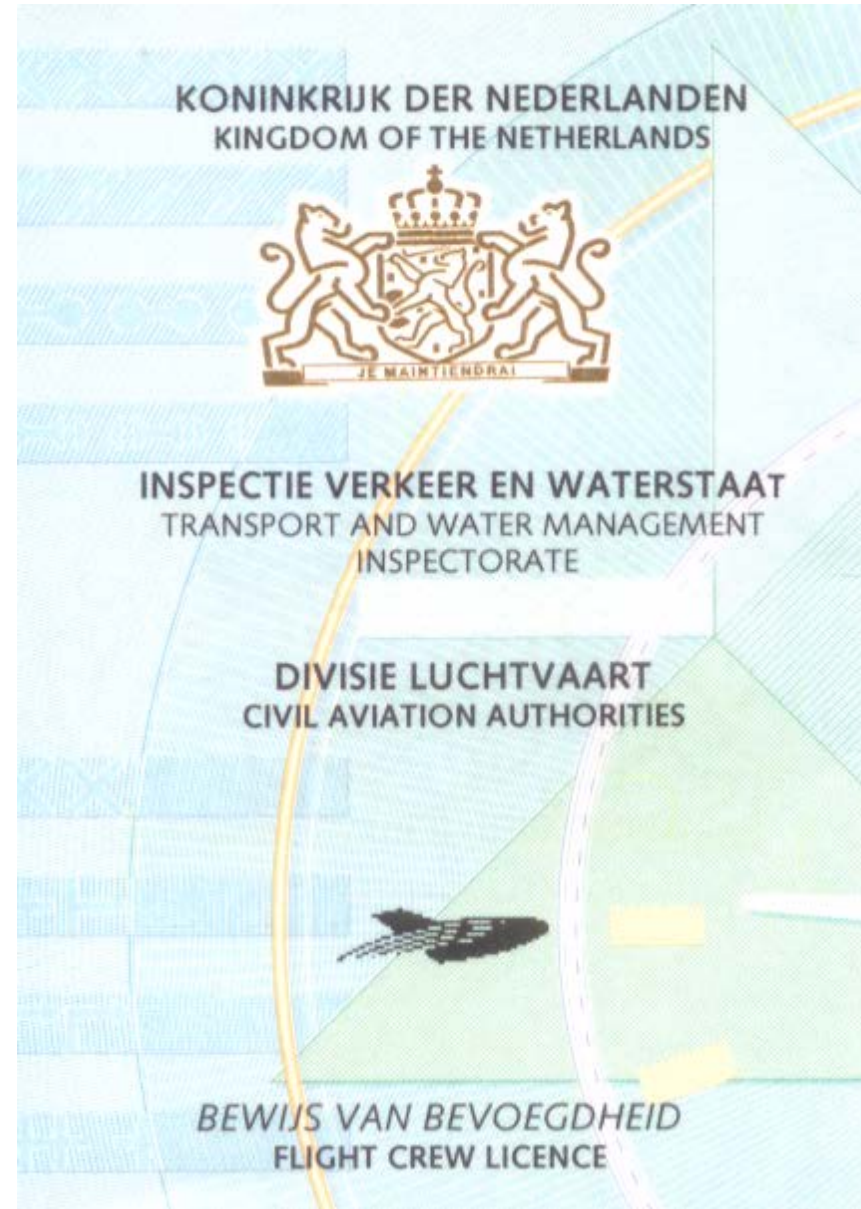 KONINKRIJK DER NEDERLANDEN
KINGDOM OF THE NETHERLANDS
JE MAINTIENDRAI
INSPECTIE VERKEER EN WATERSTAAT
TRANSPORT AND WATER MANAGEMENT
INSPECTORATE
DIVISIE LUCHTVAART
CIVIL AVIATION AUTHORITIES
BEWIJS VAN BEVOEGDHEID
FLIGHT CREW LICENCE